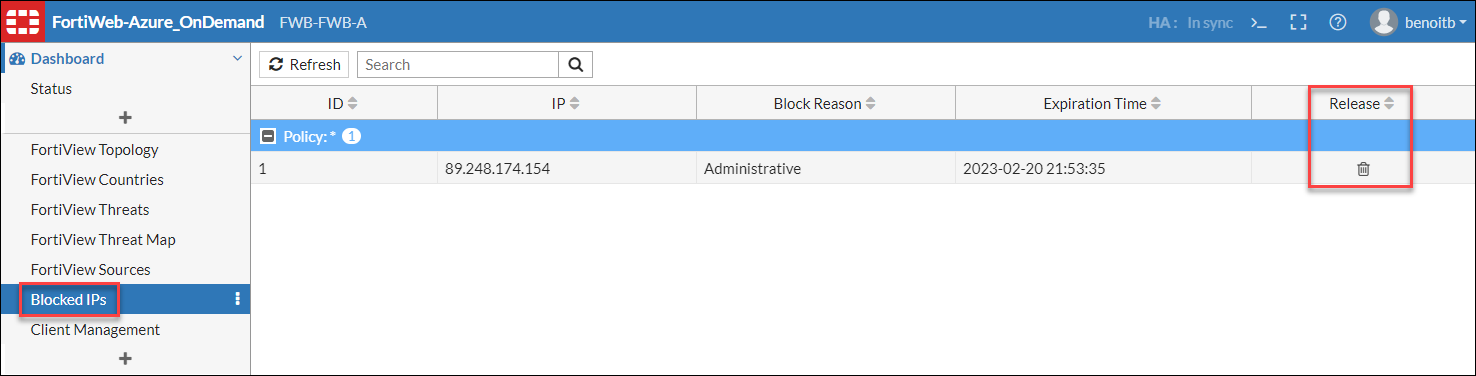 FortiWeb-Azure_OnDemand FWB-FWB-A HA : In sync >_ benoitb
Dashboard
Status
FortiView Topology
FortiView Countries
FortiView Threats
FortiView Threat Map
FortiView Sources
Blocked IPs
Client Management
Refresh Search
ID IP Block Reason Expiration Time Release
Policy: * 1
1 89.248.174.154 Administrative 2023-02-20 21:53:35